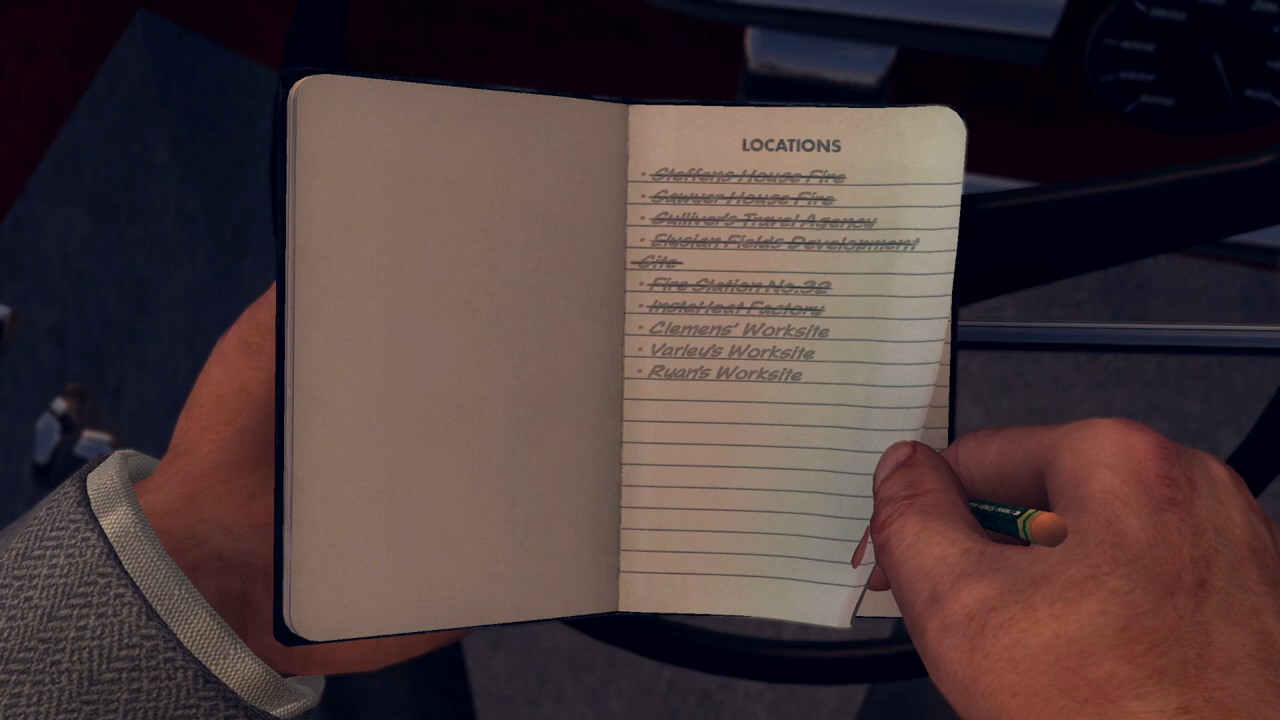 LOCATIONS
· Steffens House Fire
· Sawyer House Fire
· Gulliver's Travel Agency
· Elysian Fields Development
Site
· Fire Station No.32
· InstaHeat Factory
· Clemens' Worksite
· Varley's Worksite
· Ryan's Worksite